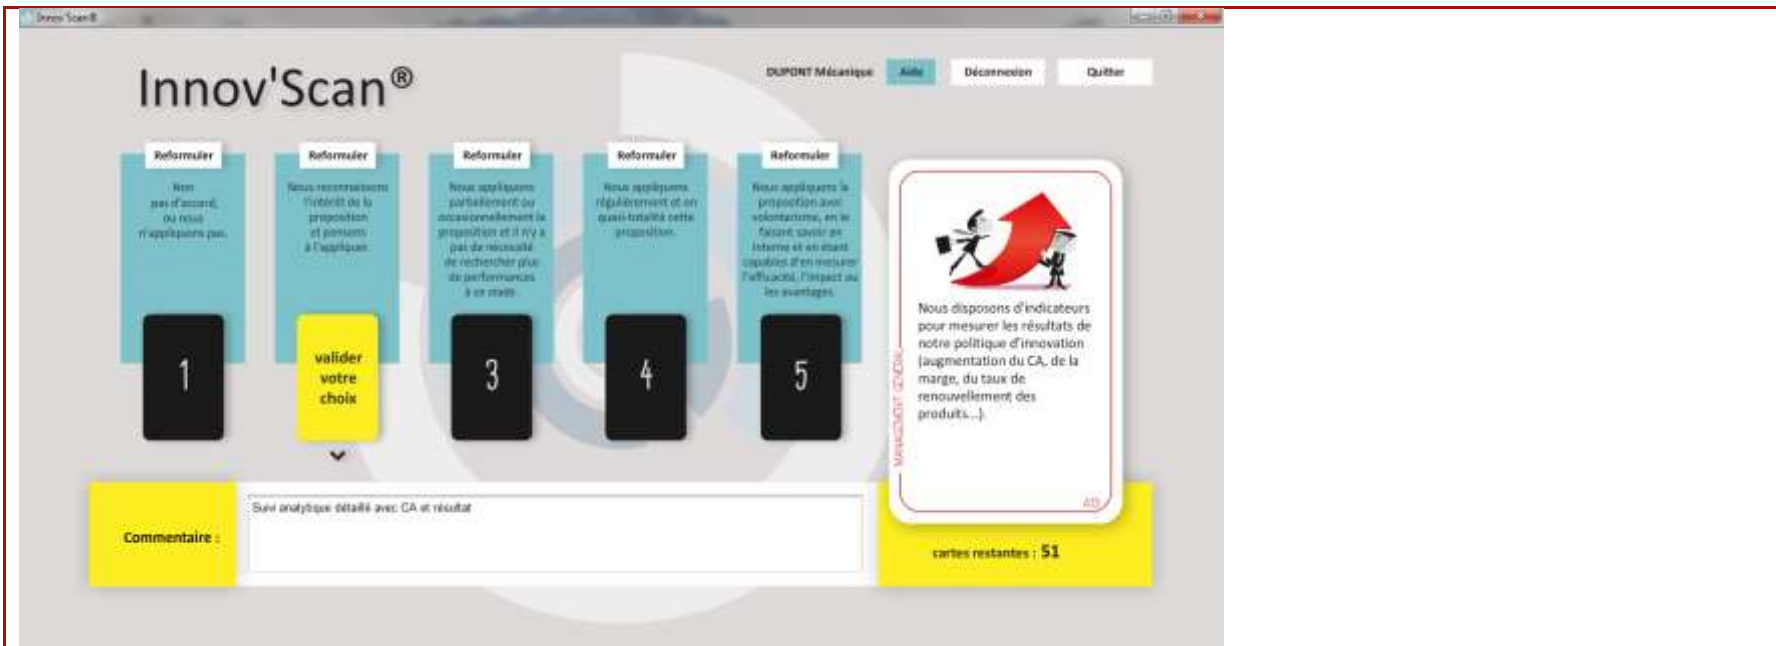 Innov'Scan®
Innov'Scan®
DUPONT Mécanique
Aide
Déconnexion
Quitter
Reformuler
Non
pas d'accord,
ou nous
n'appliquons pas.
1
Reformuler
Nous reconnaissons
l'intérêt de la
proposition
et pensons
à l'appliquer.
valider
votre
choix
Reformuler
Nous appliquons
partiellement ou
occasionnellement la
proposition et il n'y a
pas de nécessité
de rechercher plus
de performances
à ce stade.
3
Reformuler
Nous appliquons
régulièrement et en
quasi-totalité cette
proposition.
4
Reformuler
Nous appliquons la
proposition avec
volontarisme, en le
faisant savoir en
interne et en étant
capables d'en mesurer
l'efficacité, l'impact ou
les avantages.
5
Nous disposons d'indicateurs
pour mesurer les résultats de
notre politique d'innovation
(augmentation du CA, de la
marge, du taux de
renouvellement des
produits...).
MANAGEMENT GENERAL
Commentaire :
Suivi analytique détaillé avec CA et résultat
cartes restantes : 51